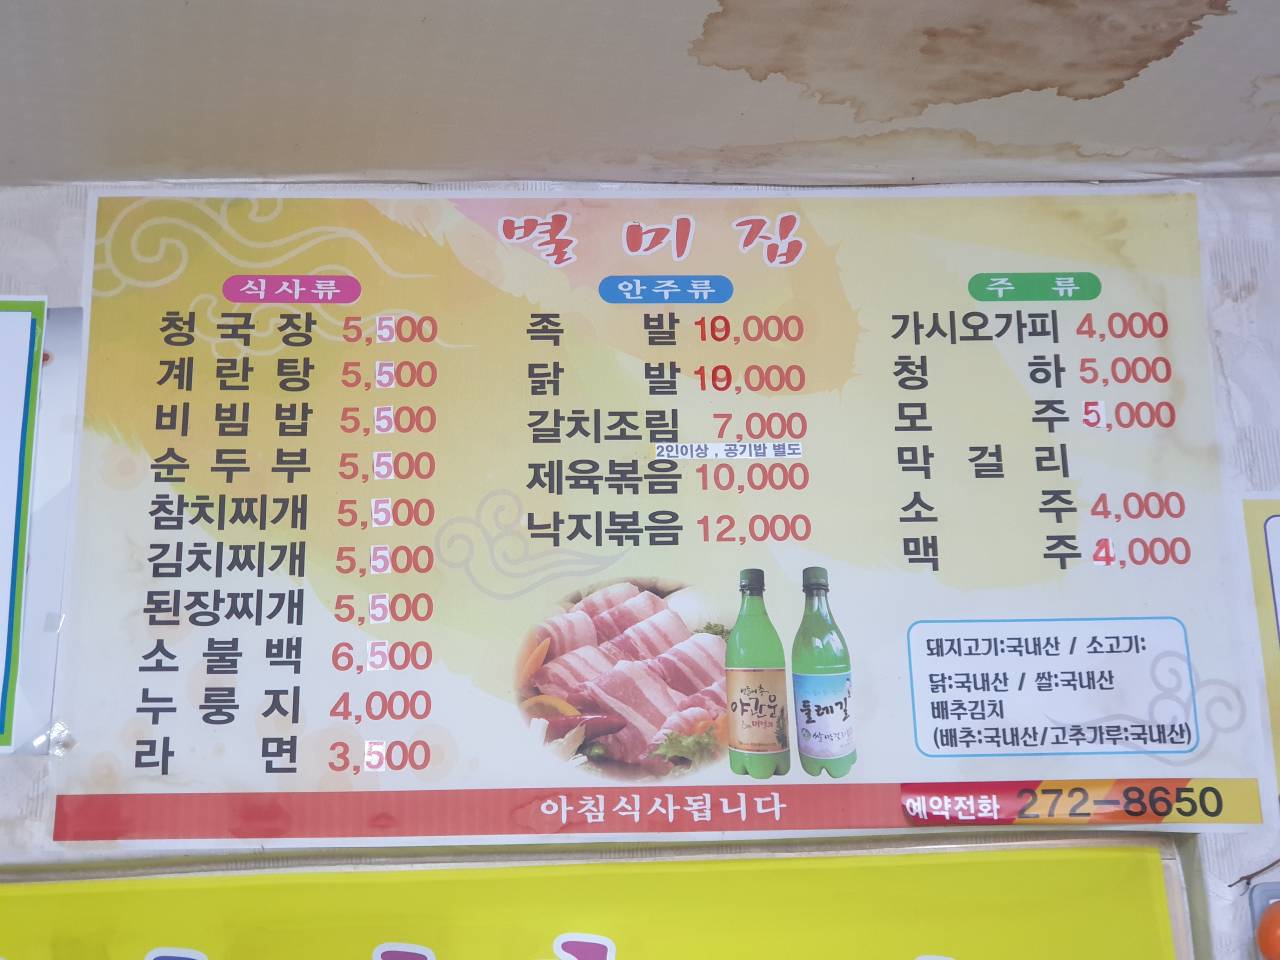 별미집
식사류
청국장 5,500
계란탕 5,500
비빔밥 5,500
순두부 5,500
참치찌개 5,500
김치찌개 5,500
된장찌개 5,500
소불백 6,500
누룽지 4,000
라면 3,500
안주류
족발 10,000
닭발 10,000
갈치조림 7,000
2인이상 , 공기밥 별도
제육볶음 10,000
낙지볶음 12,000
주류
가시오가피 4,000
청하 5,000
모주 5,000
막걸리
소주 4,000
맥주 4,000
야관문
둘레길
돼지고기:국내산 / 소고기:
닭:국내산 / 쌀:국내산
배추김치
(배추:국내산/고추가루:국내산)
아침식사됩니다
예약전화 272-8650